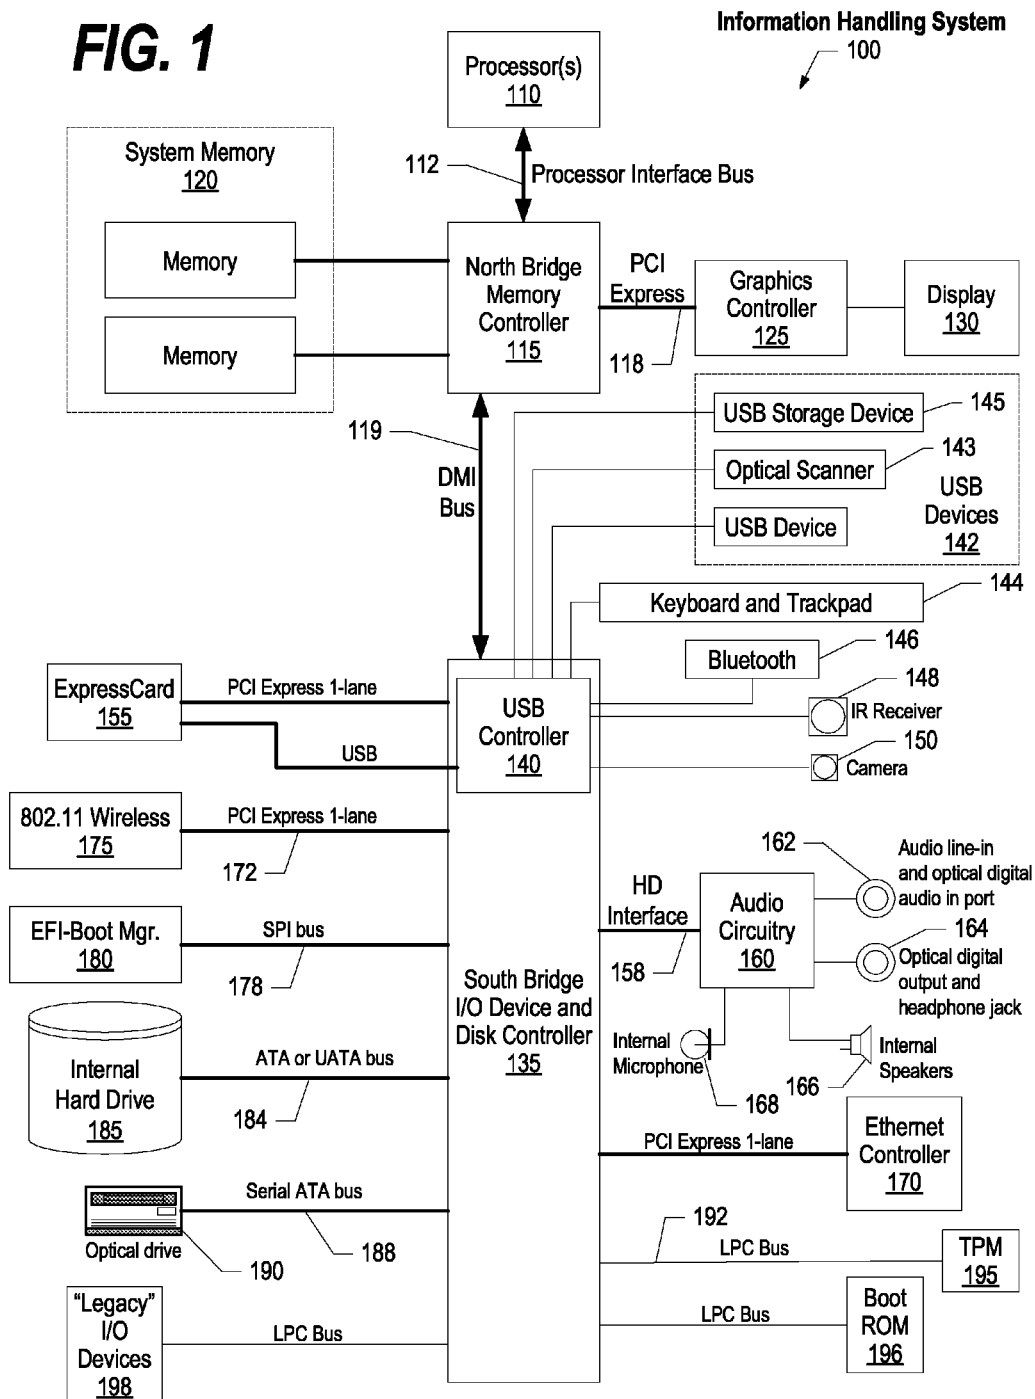 FIG. 1
Information Handling System
100
Processor(s)
110
112
Processor Interface Bus
System Memory
120
Memory
Memory
North Bridge
Memory
Controller
115
PCI
Express
118
Graphics
Controller
125
Display
130
119
DMI
Bus
USB Storage Device
145
Optical Scanner
143
USB Device
USB
Devices
142
Keyboard and Trackpad
144
Bluetooth
146
148
IR Receiver
150
Camera
ExpressCard
155
PCI Express 1-lane
USB
USB
Controller
140
802.11 Wireless
175
PCI Express 1-lane
172
EFI-Boot Mgr.
180
SPI bus
178
Internal
Hard Drive
185
ATA or UATA bus
184
Optical drive
190
Serial ATA bus
188
"Legacy"
I/O
Devices
198
LPC Bus
South Bridge
I/O Device and
Disk Controller
135
HD
Interface
158
Audio
Circuitry
160
162
Audio line-in
and optical digital
audio in port
164
Optical digital
output and
headphone jack
Internal
Microphone
168
166
Internal
Speakers
PCI Express 1-lane
Ethernet
Controller
170
192
LPC Bus
TPM
195
LPC Bus
Boot
ROM
196